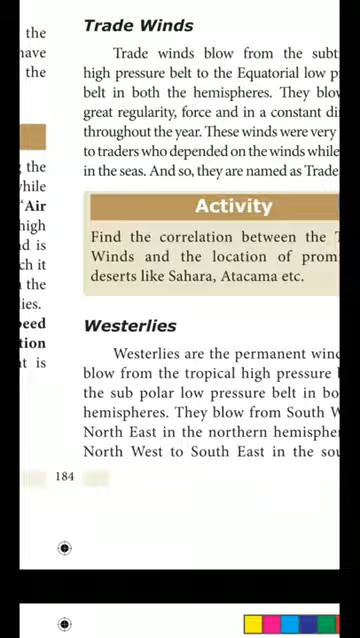 the
have
the
the
while
‘Air
high
d is
ch it
the
ies.
peed
tion
at is
Trade Winds
Trade winds blow from the subt
high pressure belt to the Equatorial low p
belt in both the hemispheres. They blow
great regularity, force and in a constant di
throughout the year. These winds were very
to traders who depended on the winds while
in the seas. And so, they are named as Trade
Activity
Find the correlation between the T
Winds and the location of prom
deserts like Sahara, Atacama etc.
Westerlies
Westerlies are the permanent wind
blow from the tropical high pressure
the sub polar low pressure belt in bo
hemispheres. They blow from South W
North East in the northern hemisphe
North West to South East in the sou
184